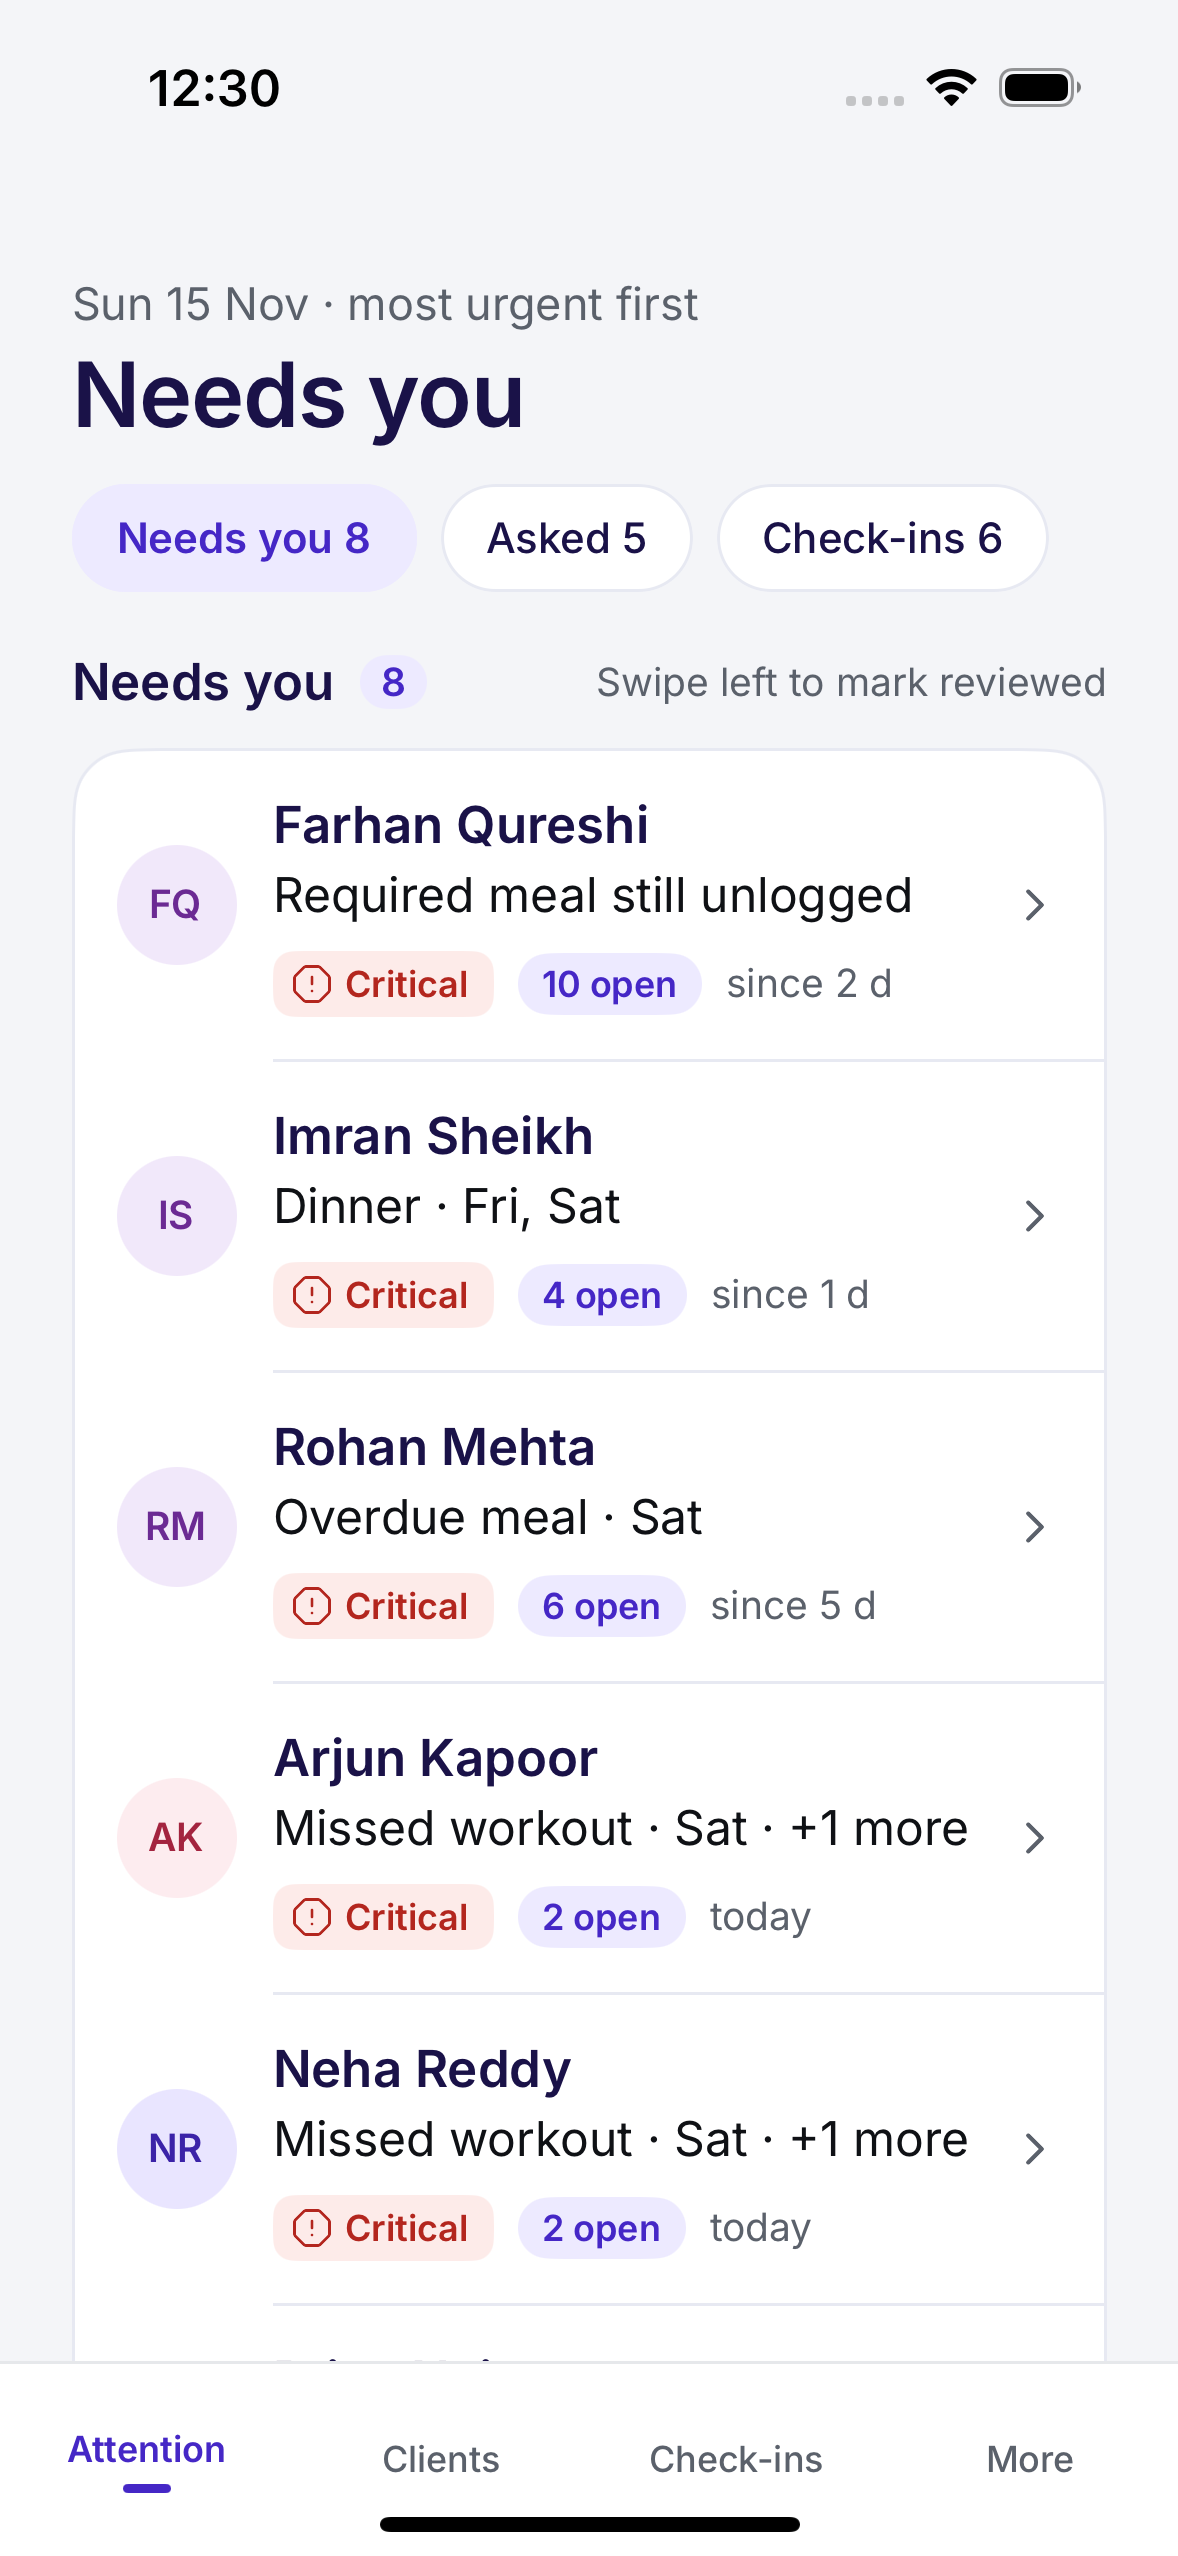 12:30
Sun 15 Nov · most urgent first
Needs you
Needs you 8
Asked 5
Check-ins 6
Needs you 8
Swipe left to mark reviewed
Farhan Qureshi
FQ
Required meal still unlogged
Critical
10 open
since 2 d
Imran Sheikh
IS
Dinner · Fri, Sat
Critical
4 open
since 1 d
Rohan Mehta
RM
Overdue meal · Sat
Critical
6 open
since 5 d
Arjun Kapoor
AK
Missed workout · Sat · +1 more
Critical
2 open
today
Neha Reddy
NR
Missed workout · Sat · +1 more
Critical
2 open
today
Attention
Clients
Check-ins
More